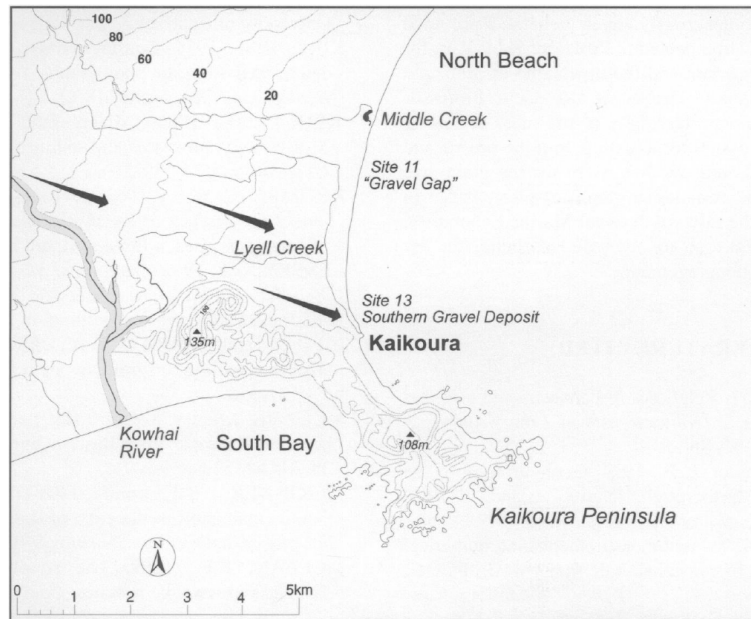 100
80
60
40
20
North Beach
Middle Creek
Site 11
"Gravel Gap"
Lyell Creek
Site 13
Southern Gravel Deposit
Kaikoura
135m
108m
Kowhai
River
South Bay
Kaikoura Peninsula
N
0 1 2 3 4 5km